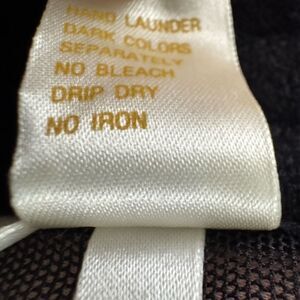 HAND LAUNDER
DARK COLORS
SEPARATELY
NO BLEACH
DRIP DRY
NO IRON